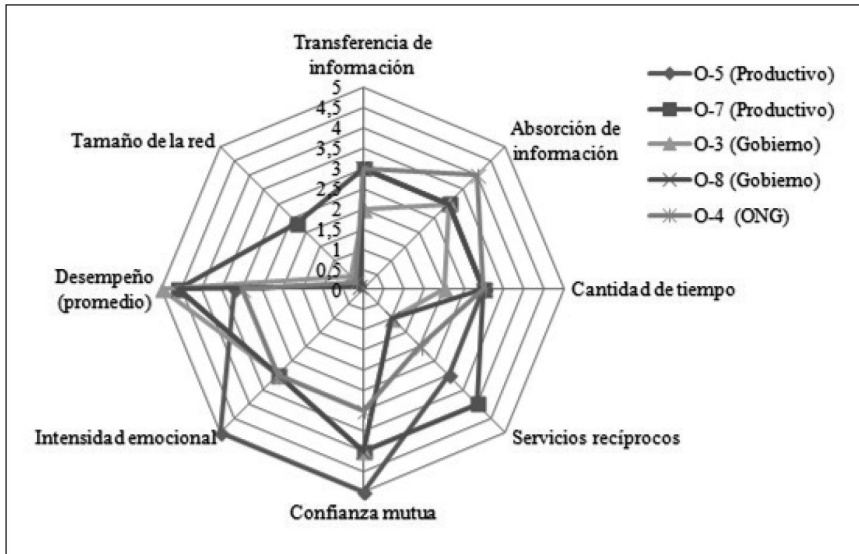 Transferencia de
información
5
4,5
4
3,5
3
2,5
2
1,5
1
0,5
0
Absorción de
información
Cantidad de tiempo
Servicios recíprocos
Confianza mutua
Intensidad emocional
Desempeño
(promedio)
Tamaño de la red
O-5 (Productivo)
O-7 (Productivo)
O-3 (Gobierno)
O-8 (Gobierno)
O-4 (ONG)